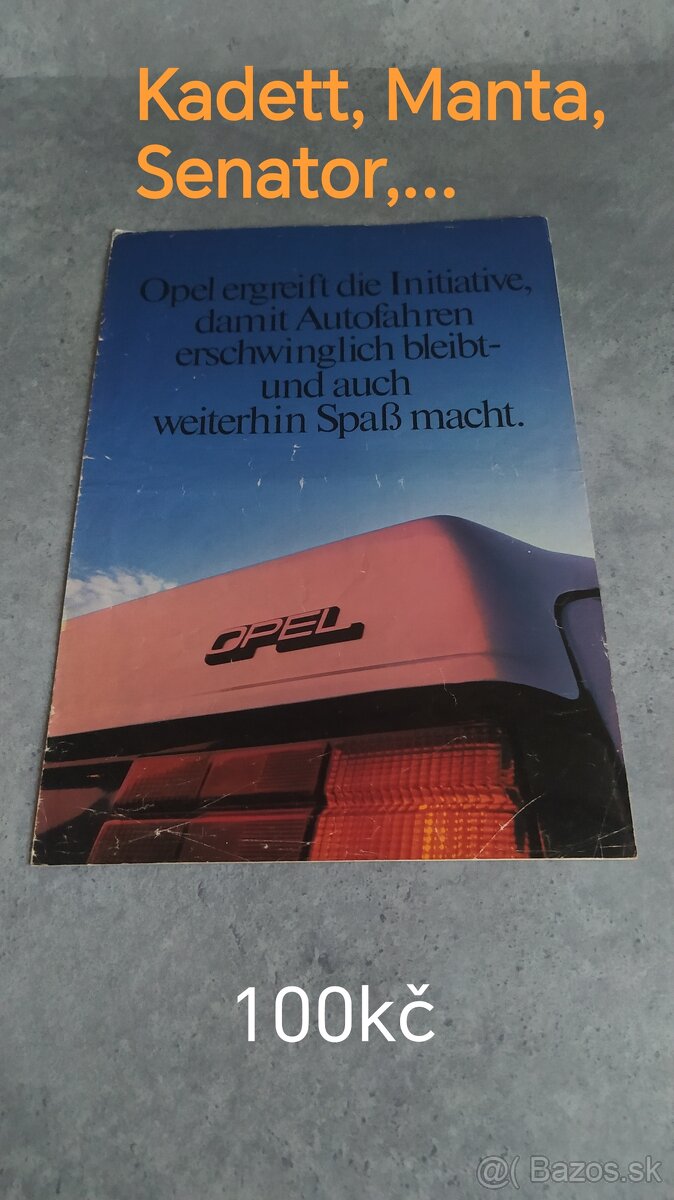 Kadett, Manta,
Senator,...
Opel ergreift die Initiative,
damit Autofahren
erschwinglich bleibt-
und auch
weiterhin Spaß macht.
OPEL
100kč
@( Bazos.sk